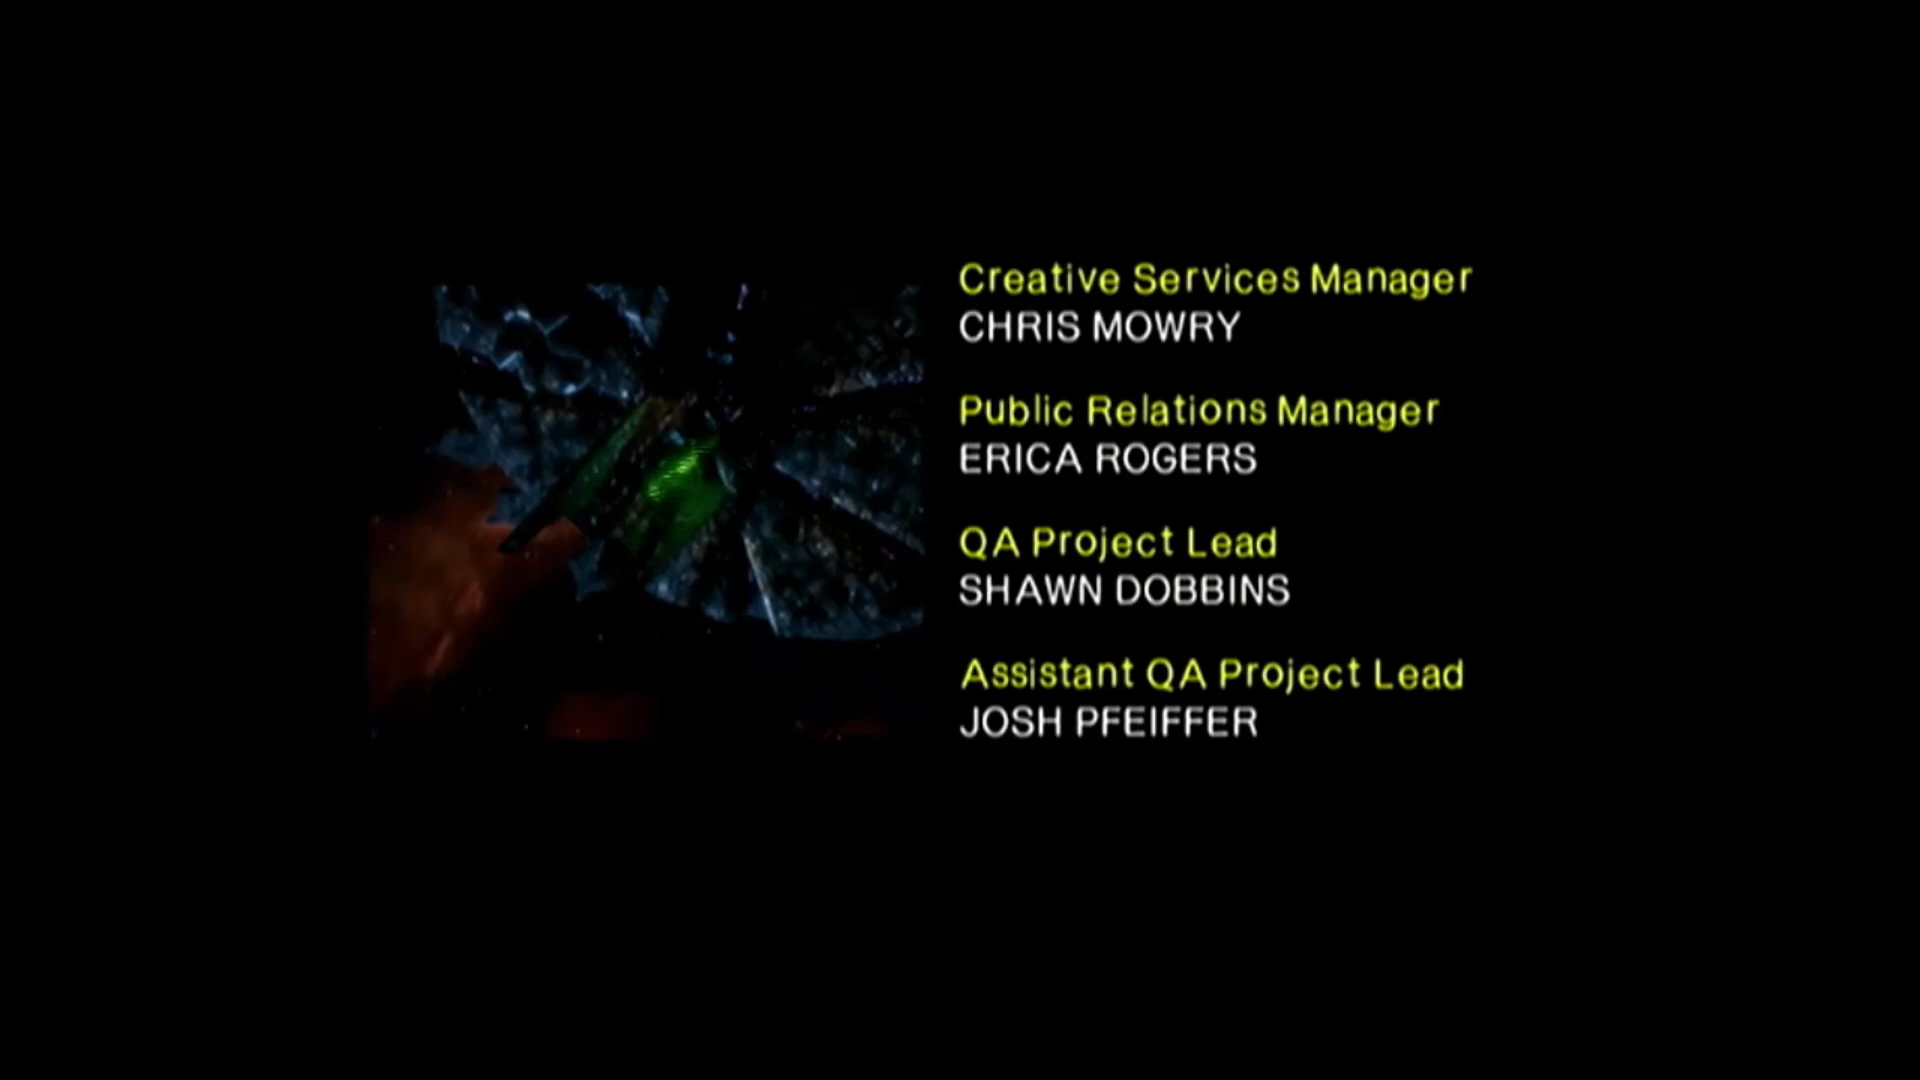 Creative Services Manager
CHRIS MOWRY
Public Relations Manager
ERICA ROGERS
QA Project Lead
SHAWN DOBBINS
Assistant QA Project Lead
JOSH PFEIFFER